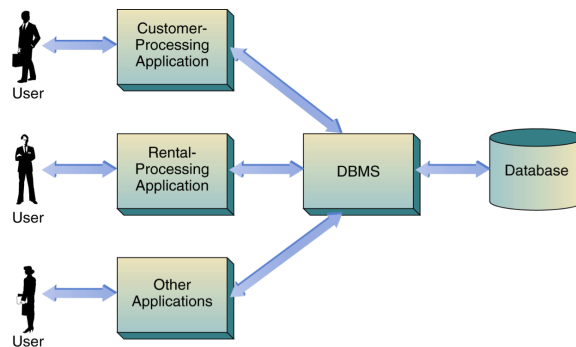 Customer-
Processing
Application
User
Rental-
Processing
Application
DBMS
Database
User
Other
Applications
User